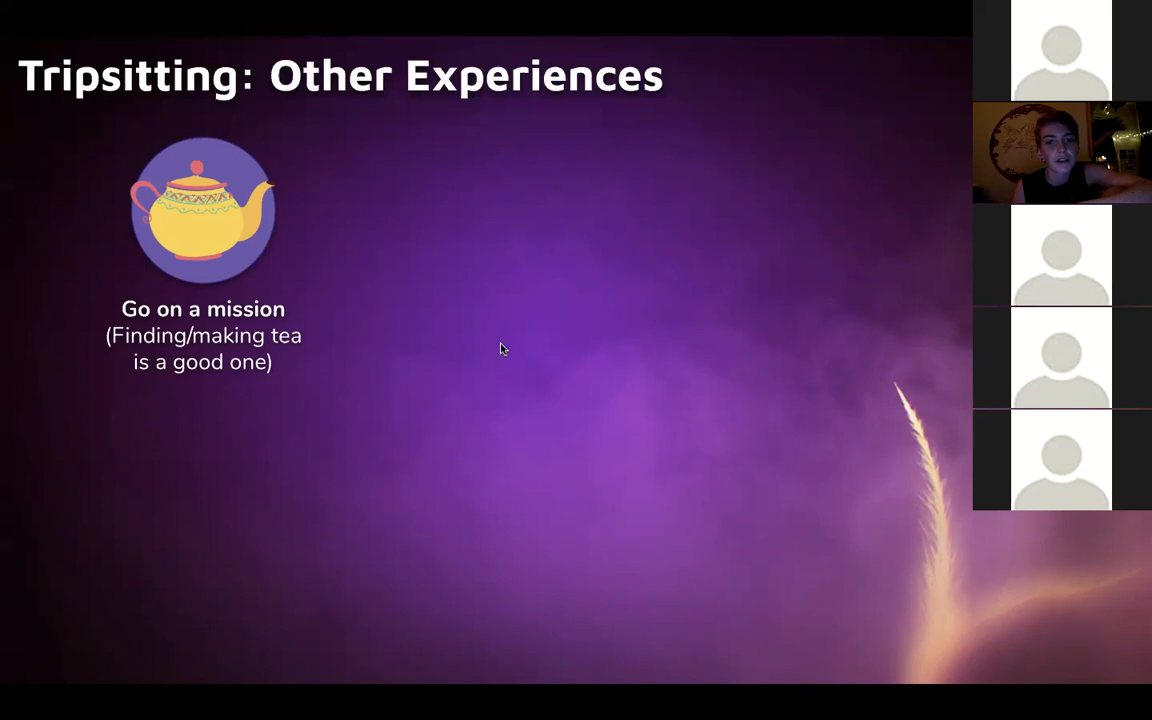 Tripsitting: Other Experiences
Go on a mission
(Finding/making tea
is a good one)